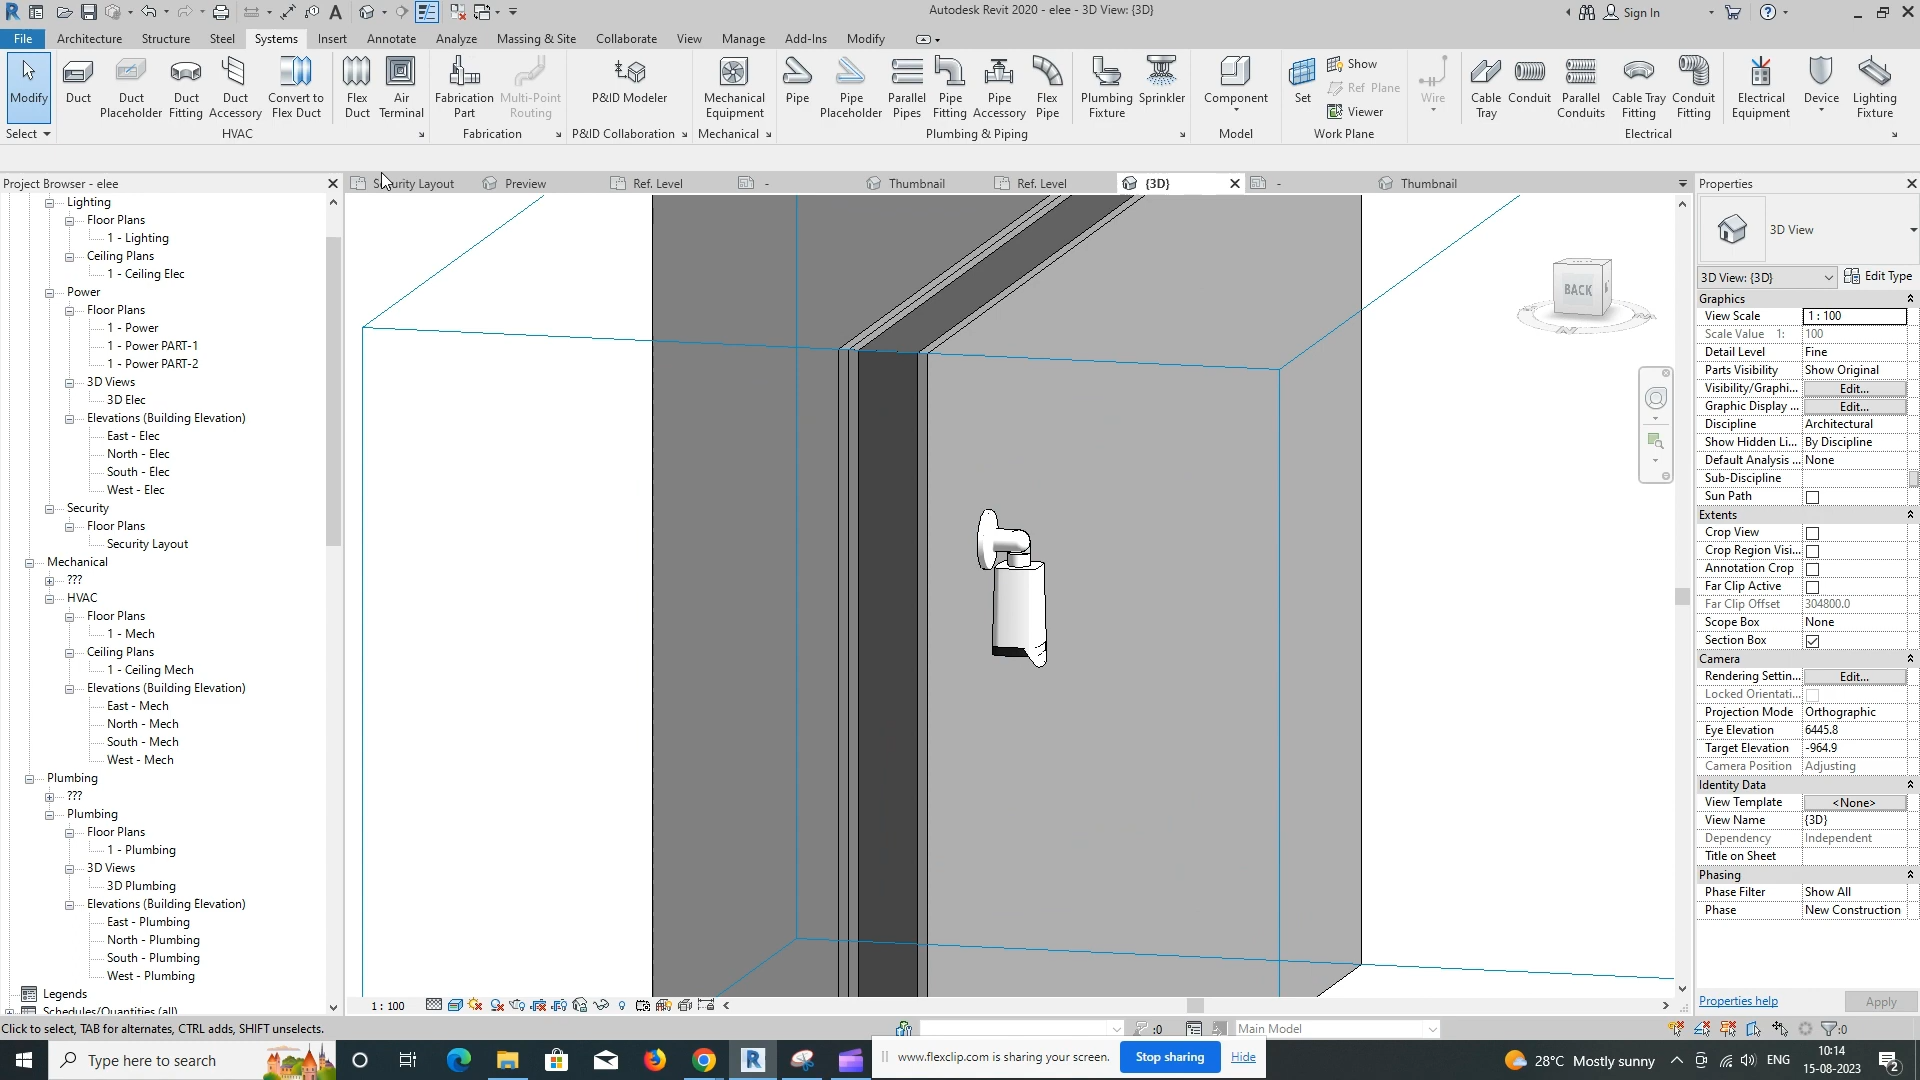 Autodesk Revit 2020 - elee - 3D View: {3D}
Sign In
File
Architecture
Structure
Steel
Systems
Insert
Annotate
Analyze
Massing & Site
Collaborate
View
Manage
Add-Ins
Modify
Modify
Duct
Duct Placeholder
Duct Fitting
Duct Accessory
Convert to Flex Duct
Flex Duct
Air Terminal
Fabrication Part
Multi-Point Routing
P&ID Modeler
Mechanical Equipment
Pipe
Pipe Placeholder
Parallel Pipes
Pipe Fitting
Pipe Accessory
Flex Pipe
Plumbing Fixture
Sprinkler
Component
Set
Show
Ref Plane
Viewer
Wire
Cable Tray
Conduit
Parallel Conduits
Cable Tray Fitting
Conduit Fitting
Electrical Equipment
Device
Lighting Fixture
Select
HVAC
Fabrication
P&ID Collaboration
Mechanical
Plumbing & Piping
Model
Work Plane
Electrical
Project Browser - elee
Lighting
Floor Plans
1 - Lighting
Ceiling Plans
1 - Ceiling Elec
Power
Floor Plans
1 - Power
1 - Power PART-1
1 - Power PART-2
3D Views
3D Elec
Elevations (Building Elevation)
East - Elec
North - Elec
South - Elec
West - Elec
Security
Floor Plans
Security Layout
Mechanical
???
HVAC
Floor Plans
1 - Mech
Ceiling Plans
1 - Ceiling Mech
Elevations (Building Elevation)
East - Mech
North - Mech
South - Mech
West - Mech
Plumbing
???
Plumbing
Floor Plans
1 - Plumbing
3D Views
3D Plumbing
Elevations (Building Elevation)
East - Plumbing
North - Plumbing
South - Plumbing
West - Plumbing
Legends
Schedules/Quantities (all)
Security Layout
Preview
Ref. Level
-
Thumbnail
Ref. Level
{3D}
-
Thumbnail
BACK
1 : 100
Properties
3D View
3D View: {3D}
Edit Type
Graphics
View Scale 1 : 100
Scale Value 1: 100
Detail Level Fine
Parts Visibility Show Original
Visibility/Graphi... Edit...
Graphic Display ... Edit...
Discipline Architectural
Show Hidden Li... By Discipline
Default Analysis ... None
Sub-Discipline
Sun Path
Extents
Crop View
Crop Region Visi...
Annotation Crop
Far Clip Active
Far Clip Offset 304800.0
Scope Box None
Section Box
Camera
Rendering Settin... Edit...
Locked Orientati...
Projection Mode Orthographic
Eye Elevation 6445.8
Target Elevation -964.9
Camera Position Adjusting
Identity Data
View Template <None>
View Name {3D}
Dependency Independent
Title on Sheet
Phasing
Phase Filter Show All
Phase New Construction
Properties help
Apply
Click to select, TAB for alternates, CTRL adds, SHIFT unselects.
:0
Main Model
:0
Type here to search
www.flexclip.com is sharing your screen.
Stop sharing
Hide
28°C Mostly sunny
ENG
10:14
15-08-2023
2